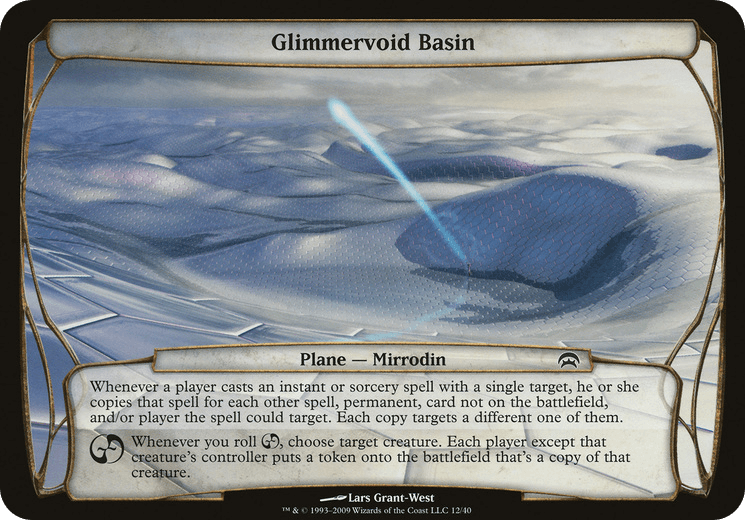 Glimmervoid Basin
Plane — Mirrodin
Whenever a player casts an instant or sorcery spell with a single target, he or she
copies that spell for each other spell, permanent, card not on the battlefield,
and/or player the spell could target. Each copy targets a different one of them.
Whenever you roll , choose target creature. Each player except that
creature's controller puts a token onto the battlefield that's a copy of that
creature.
Lars Grant-West
™ & © 1993–2009 Wizards of the Coast LLC 12/40